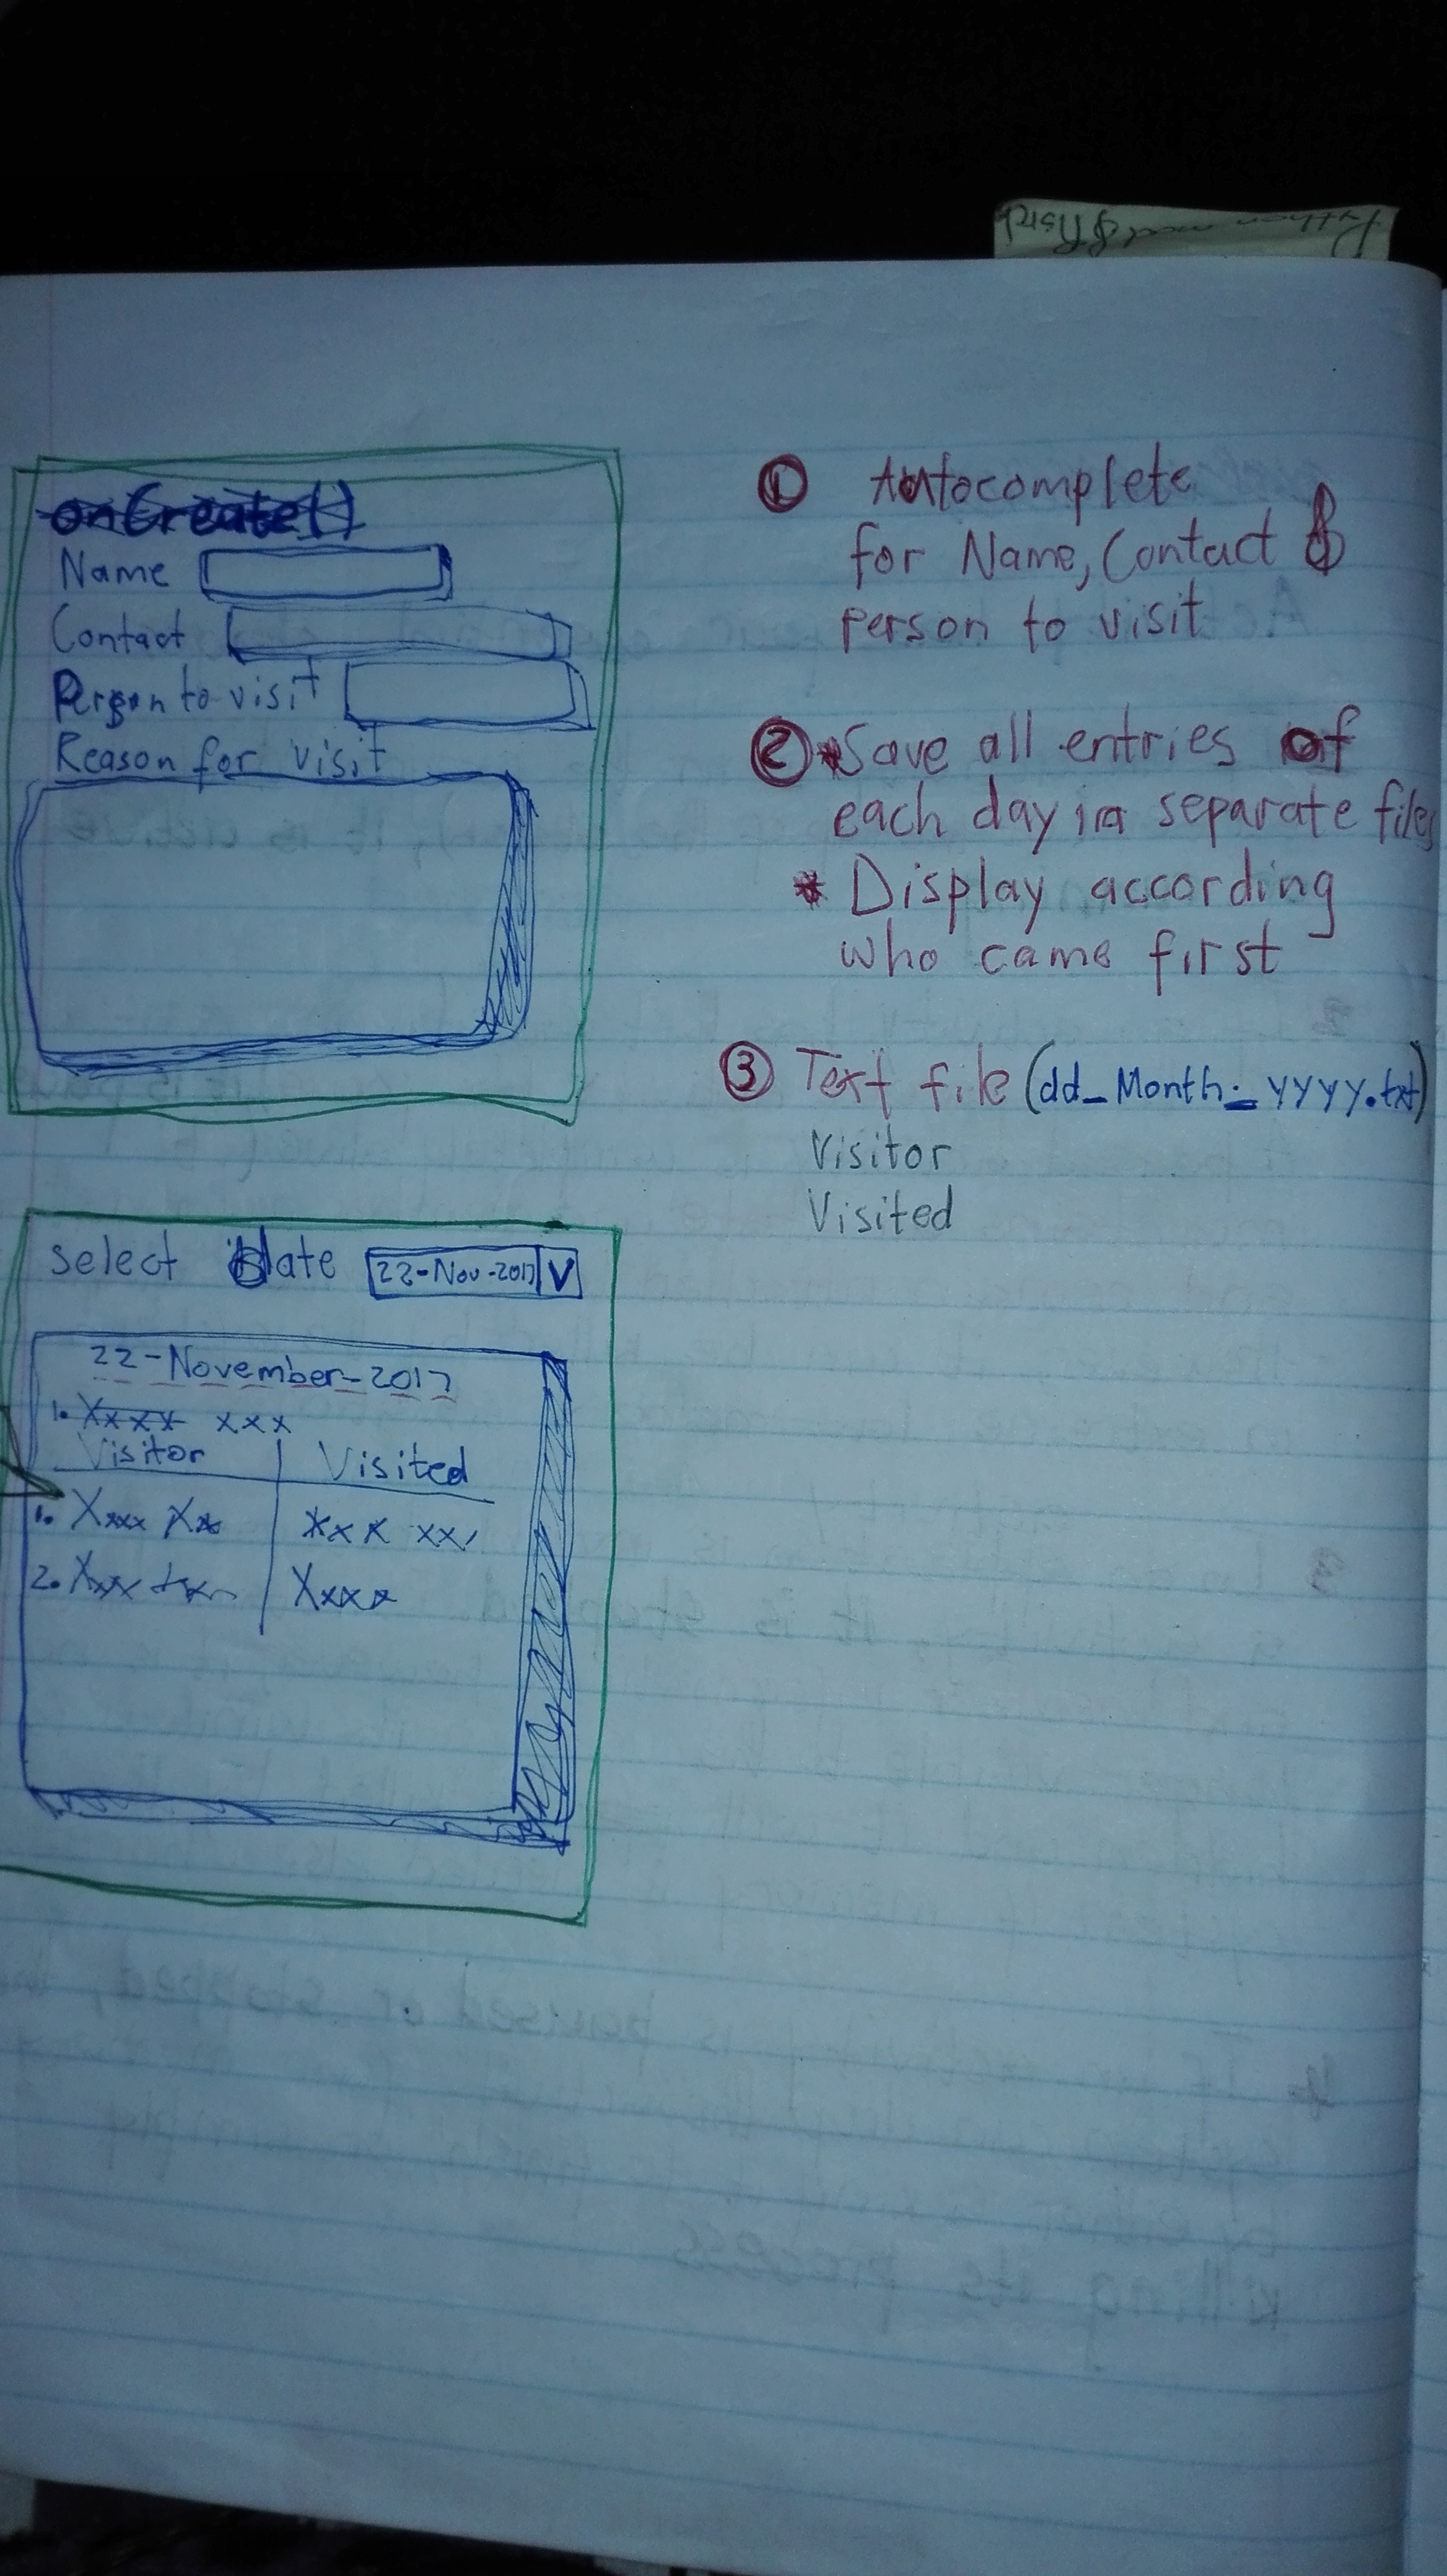 onCreate()
Name
Contact
Person to visit
Reason for visit
① Autocomplete
for Name, Contact &
person to visit
② *Save all entries of
each day in separate files
* Display according
who came first
③ Text file (dd_Month_yyyy.txt)
Visitor
Visited
select Date 22-Nov-2017 V
22-November-2017
1. Xxxx xxx
Visitor Visited
1. Xxxx Xx xxx xxx
2. Xxx Xxxx
Python